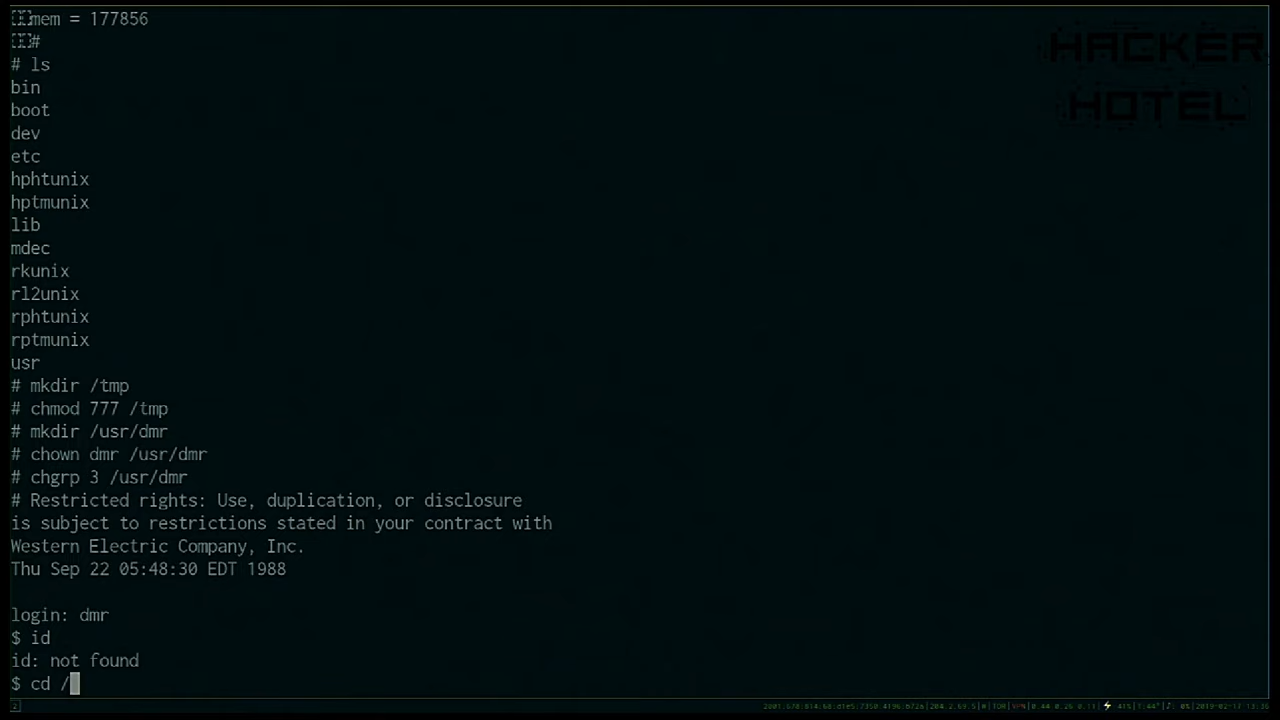 mem = 177856
#
# ls
bin
boot
dev
etc
hphtunix
hptmunix
lib
mdec
rkunix
rl2unix
rphtunix
rptmunix
usr
# mkdir /tmp
# chmod 777 /tmp
# mkdir /usr/dmr
# chown dmr /usr/dmr
# chgrp 3 /usr/dmr
# Restricted rights: Use, duplication, or disclosure
is subject to restrictions stated in your contract with
Western Electric Company, Inc.
Thu Sep 22 05:48:30 EDT 1988
login: dmr
$ id
id: not found
$ cd /
HACKER
HOTEL